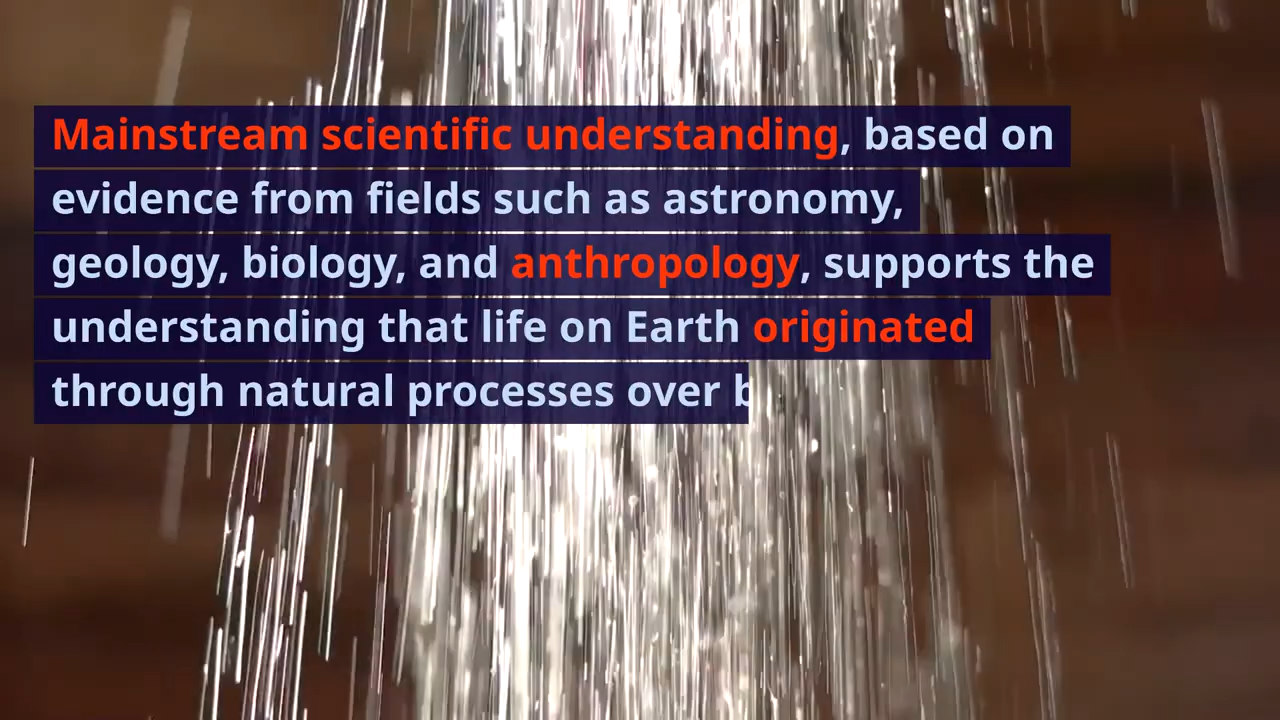 Mainstream scientific understanding, based on
evidence from fields such as astronomy,
geology, biology, and anthropology, supports the
understanding that life on Earth originated
through natural processes over